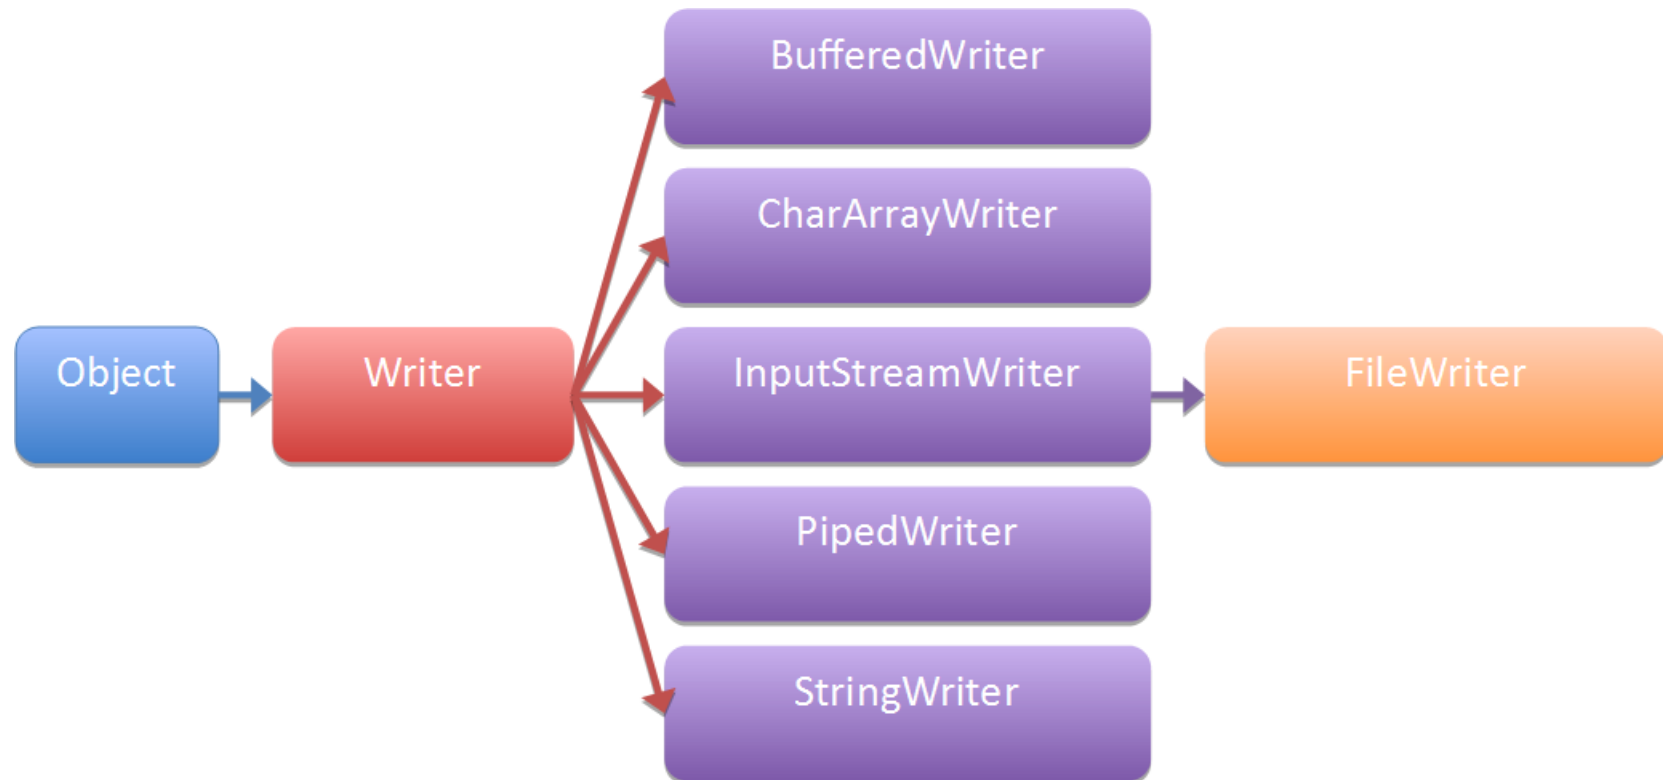 Object
Writer
BufferedWriter
CharArrayWriter
InputStreamWriter
PipedWriter
StringWriter
FileWriter